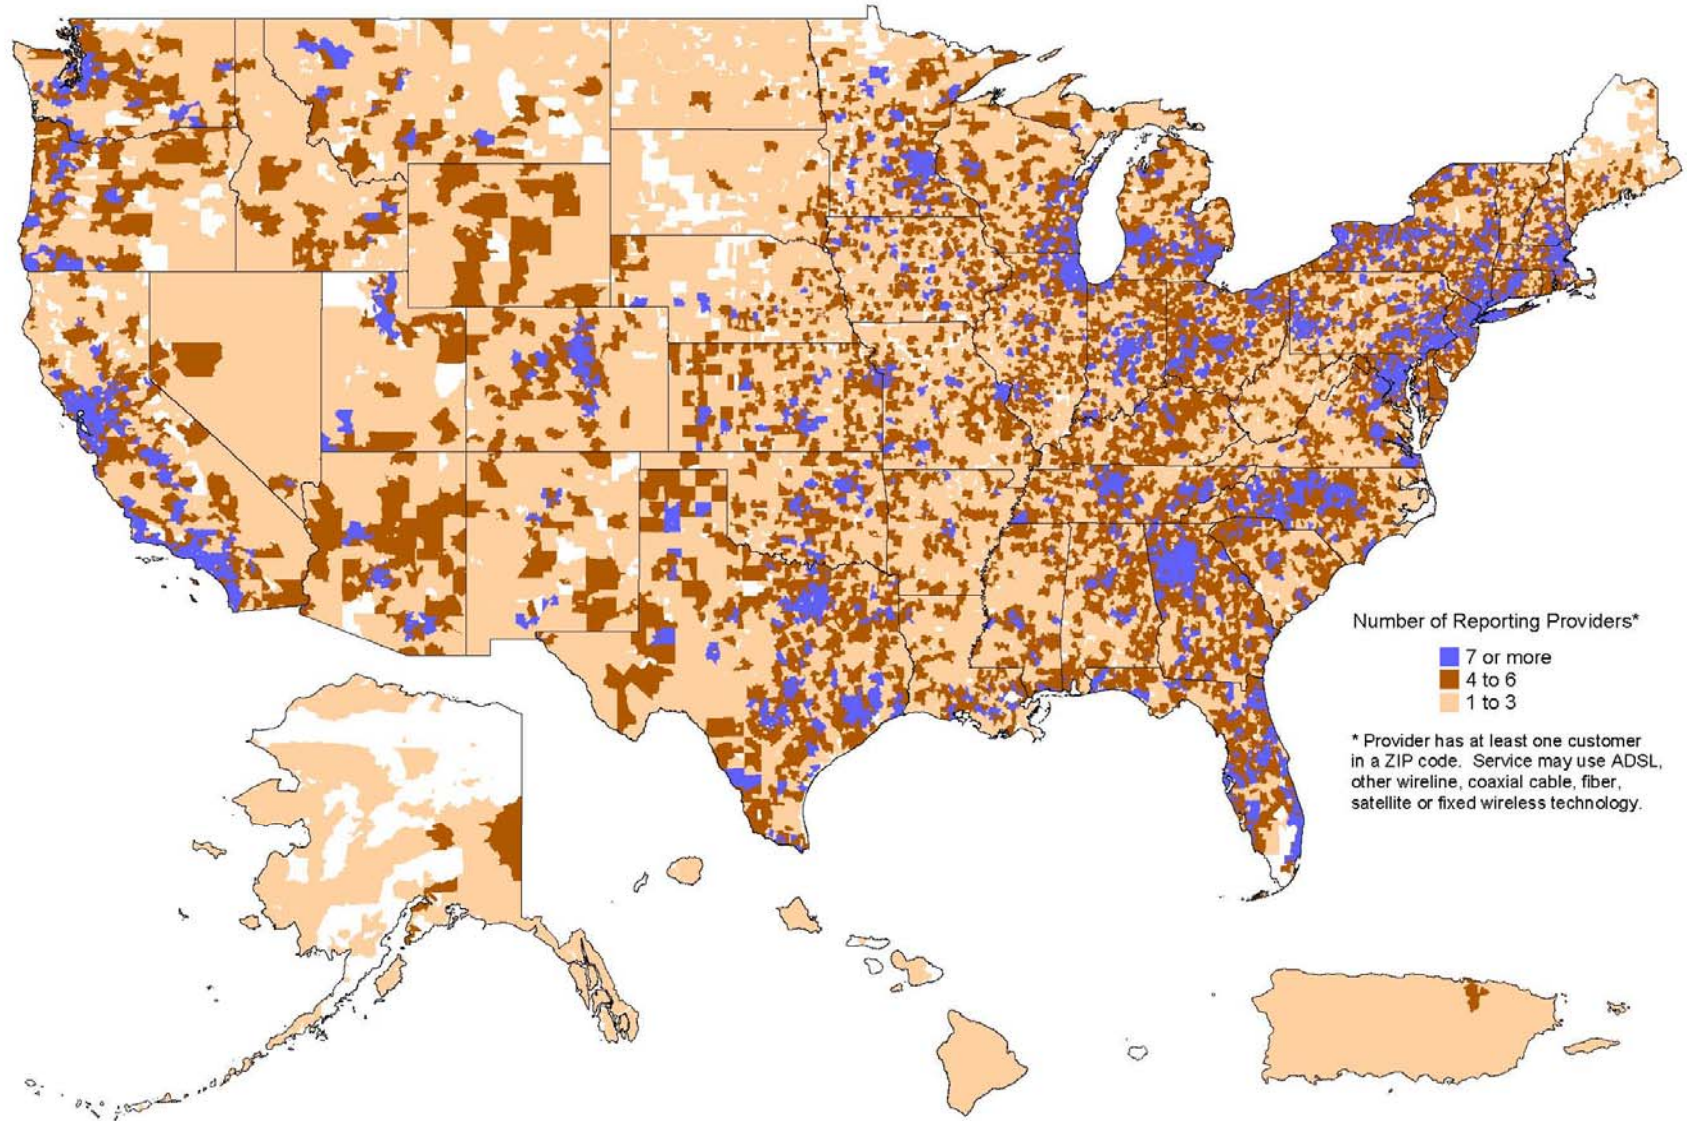 Number of Reporting Providers*
7 or more
4 to 6
1 to 3
* Provider has at least one customer
in a ZIP code. Service may use ADSL,
other wireline, coaxial cable, fiber,
satellite or fixed wireless technology.